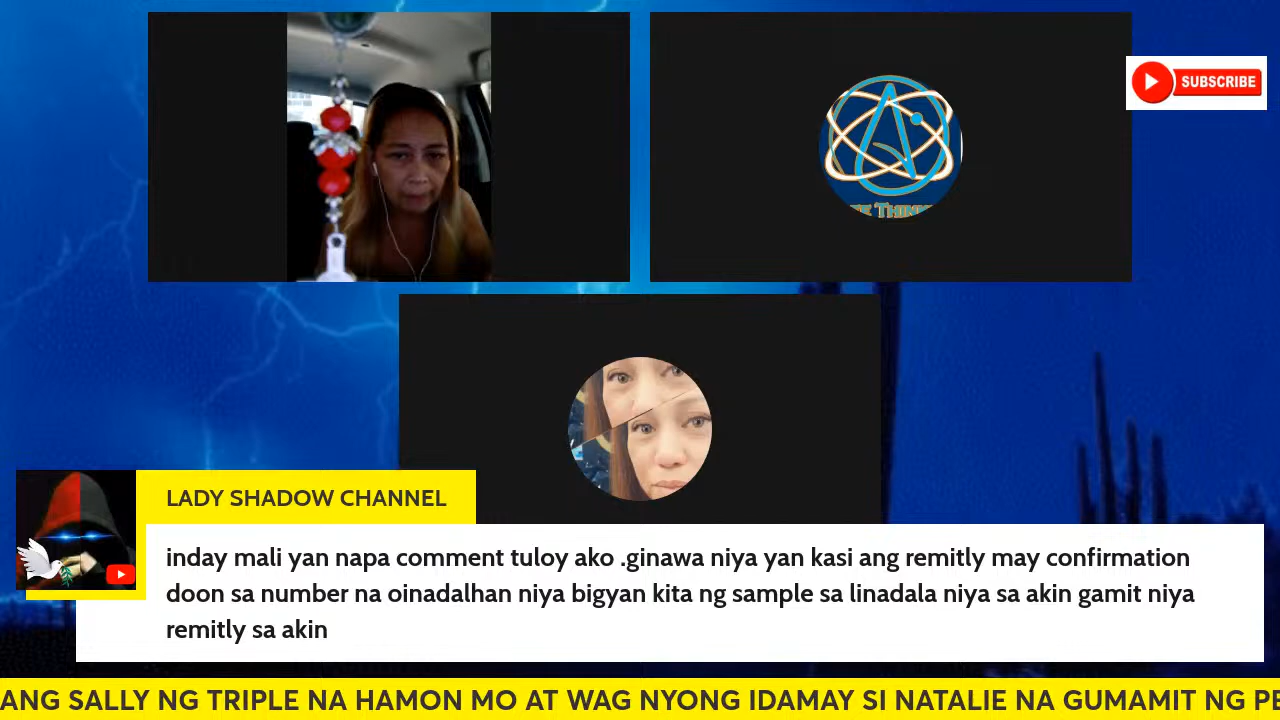 SUBSCRIBE
THIN
LADY SHADOW CHANNEL
inday mali yan napa comment tuloy ako .ginawa niya yan kasi ang remitly may confirmation
doon sa number na oinadalhan niya bigyan kita ng sample sa linadala niya sa akin gamit niya
remitly sa akin
ANG SALLY NG TRIPLE NA HAMON MO AT WAG NYONG IDAMAY SI NATALIE NA GUMAMIT NG PE